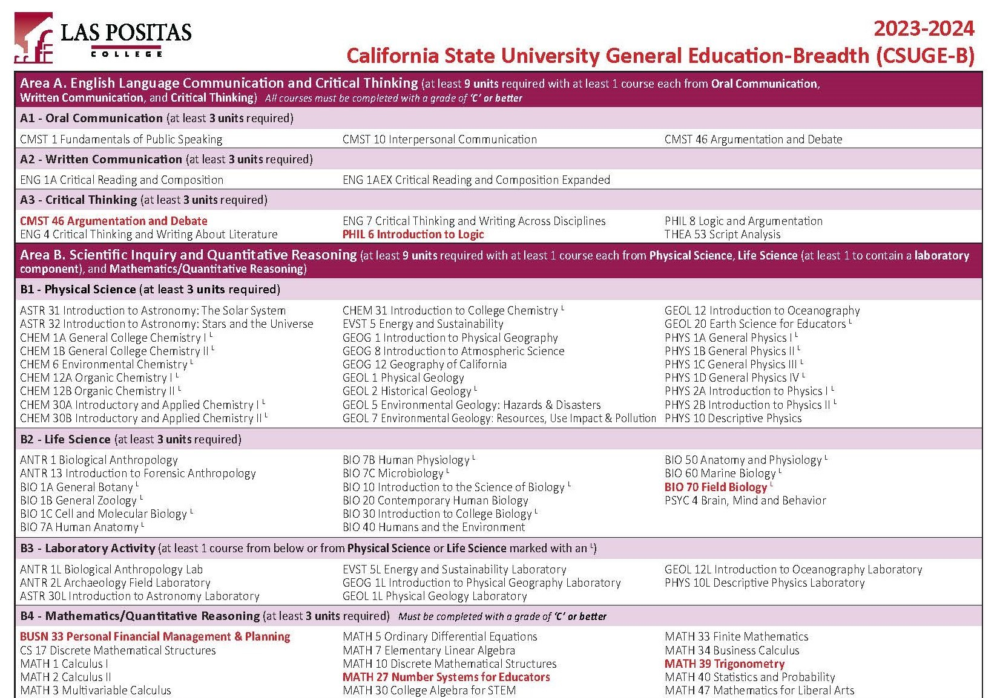 LAS POSITAS
COLLEGE
2023-2024
California State University General Education-Breadth (CSUGE-B)
Area A. English Language Communication and Critical Thinking (at least 9 units required with at least 1 course each from Oral Communication,
Written Communication, and Critical Thinking) All courses must be completed with a grade of ‘C’ or better
A1 - Oral Communication (at least 3 units required)
CMST 1 Fundamentals of Public Speaking
CMST 10 Interpersonal Communication
CMST 46 Argumentation and Debate
A2 - Written Communication (at least 3 units required)
ENG 1A Critical Reading and Composition
ENG 1AEX Critical Reading and Composition Expanded
A3 - Critical Thinking (at least 3 units required)
CMST 46 Argumentation and Debate
ENG 4 Critical Thinking and Writing About Literature
ENG 7 Critical Thinking and Writing Across Disciplines
PHIL 6 Introduction to Logic
PHIL 8 Logic and Argumentation
THEA 53 Script Analysis
Area B. Scientific Inquiry and Quantitative Reasoning (at least 9 units required with at least 1 course each from Physical Science, Life Science (at least 1 to contain a laboratory
component), and Mathematics/Quantitative Reasoning)
B1 - Physical Science (at least 3 units required)
ASTR 31 Introduction to Astronomy: The Solar System
ASTR 32 Introduction to Astronomy: Stars and the Universe
CHEM 1A General College Chemistry I L
CHEM 1B General College Chemistry II L
CHEM 6 Environmental Chemistry L
CHEM 12A Organic Chemistry I L
CHEM 12B Organic Chemistry II L
CHEM 30A Introductory and Applied Chemistry I L
CHEM 30B Introductory and Applied Chemistry II L
CHEM 31 Introduction to College Chemistry L
EVST 5 Energy and Sustainability
GEOG 1 Introduction to Physical Geography
GEOG 8 Introduction to Atmospheric Science
GEOG 12 Geography of California
GEOL 1 Physical Geology
GEOL 2 Historical Geology L
GEOL 5 Environmental Geology: Hazards & Disasters
GEOL 7 Environmental Geology: Resources, Use Impact & Pollution
GEOL 12 Introduction to Oceanography
GEOL 20 Earth Science for Educators L
PHYS 1A General Physics I L
PHYS 1B General Physics II L
PHYS 1C General Physics III L
PHYS 1D General Physics IV L
PHYS 2A Introduction to Physics I L
PHYS 2B Introduction to Physics II L
PHYS 10 Descriptive Physics
B2 - Life Science (at least 3 units required)
ANTR 1 Biological Anthropology
ANTR 13 Introduction to Forensic Anthropology
BIO 1A General Botany L
BIO 1B General Zoology L
BIO 1C Cell and Molecular Biology L
BIO 7A Human Anatomy L
BIO 7B Human Physiology L
BIO 7C Microbiology L
BIO 10 Introduction to the Science of Biology L
BIO 20 Contemporary Human Biology
BIO 30 Introduction to College Biology L
BIO 40 Humans and the Environment
BIO 50 Anatomy and Physiology L
BIO 60 Marine Biology L
BIO 70 Field Biology L
PSYC 4 Brain, Mind and Behavior
B3 - Laboratory Activity (at least 1 course from below or from Physical Science or Life Science marked with an L)
ANTR 1L Biological Anthropology Lab
ANTR 2L Archaeology Field Laboratory
ASTR 30L Introduction to Astronomy Laboratory
EVST 5L Energy and Sustainability Laboratory
GEOG 1L Introduction to Physical Geography Laboratory
GEOL 1L Physical Geology Laboratory
GEOL 12L Introduction to Oceanography Laboratory
PHYS 10L Descriptive Physics Laboratory
B4 - Mathematics/Quantitative Reasoning (at least 3 units required) Must be completed with a grade of ‘C’ or better
BUSN 33 Personal Financial Management & Planning
CS 17 Discrete Mathematical Structures
MATH 1 Calculus I
MATH 2 Calculus II
MATH 3 Multivariable Calculus
MATH 5 Ordinary Differential Equations
MATH 7 Elementary Linear Algebra
MATH 10 Discrete Mathematical Structures
MATH 27 Number Systems for Educators
MATH 30 College Algebra for STEM
MATH 33 Finite Mathematics
MATH 34 Business Calculus
MATH 39 Trigonometry
MATH 40 Statistics and Probability
MATH 47 Mathematics for Liberal Arts